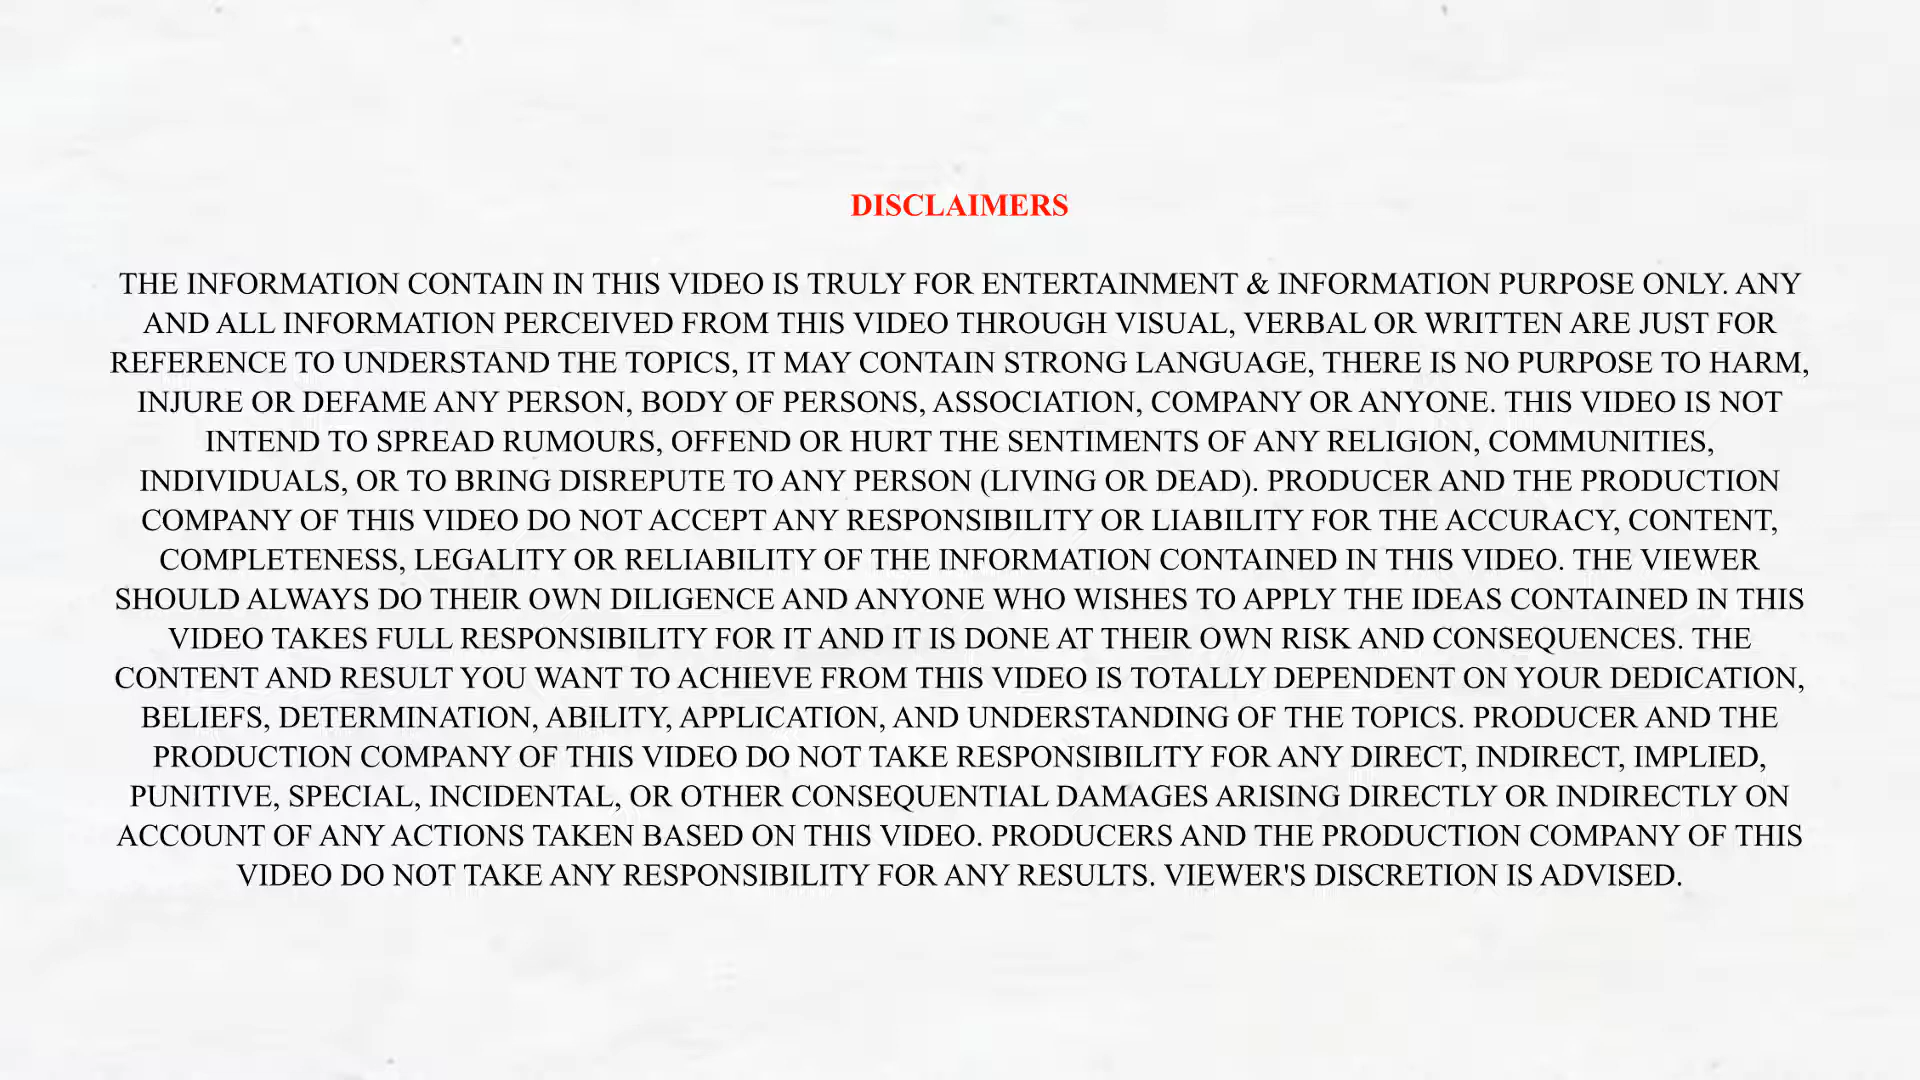 DISCLAIMERS
THE INFORMATION CONTAIN IN THIS VIDEO IS TRULY FOR ENTERTAINMENT & INFORMATION PURPOSE ONLY. ANY
AND ALL INFORMATION PERCEIVED FROM THIS VIDEO THROUGH VISUAL, VERBAL OR WRITTEN ARE JUST FOR
REFERENCE TO UNDERSTAND THE TOPICS, IT MAY CONTAIN STRONG LANGUAGE, THERE IS NO PURPOSE TO HARM,
INJURE OR DEFAME ANY PERSON, BODY OF PERSONS, ASSOCIATION, COMPANY OR ANYONE. THIS VIDEO IS NOT
INTEND TO SPREAD RUMOURS, OFFEND OR HURT THE SENTIMENTS OF ANY RELIGION, COMMUNITIES,
INDIVIDUALS, OR TO BRING DISREPUTE TO ANY PERSON (LIVING OR DEAD). PRODUCER AND THE PRODUCTION
COMPANY OF THIS VIDEO DO NOT ACCEPT ANY RESPONSIBILITY OR LIABILITY FOR THE ACCURACY, CONTENT,
COMPLETENESS, LEGALITY OR RELIABILITY OF THE INFORMATION CONTAINED IN THIS VIDEO. THE VIEWER
SHOULD ALWAYS DO THEIR OWN DILIGENCE AND ANYONE WHO WISHES TO APPLY THE IDEAS CONTAINED IN THIS
VIDEO TAKES FULL RESPONSIBILITY FOR IT AND IT IS DONE AT THEIR OWN RISK AND CONSEQUENCES. THE
CONTENT AND RESULT YOU WANT TO ACHIEVE FROM THIS VIDEO IS TOTALLY DEPENDENT ON YOUR DEDICATION,
BELIEFS, DETERMINATION, ABILITY, APPLICATION, AND UNDERSTANDING OF THE TOPICS. PRODUCER AND THE
PRODUCTION COMPANY OF THIS VIDEO DO NOT TAKE RESPONSIBILITY FOR ANY DIRECT, INDIRECT, IMPLIED,
PUNITIVE, SPECIAL, INCIDENTAL, OR OTHER CONSEQUENTIAL DAMAGES ARISING DIRECTLY OR INDIRECTLY ON
ACCOUNT OF ANY ACTIONS TAKEN BASED ON THIS VIDEO. PRODUCERS AND THE PRODUCTION COMPANY OF THIS
VIDEO DO NOT TAKE ANY RESPONSIBILITY FOR ANY RESULTS. VIEWER'S DISCRETION IS ADVISED.